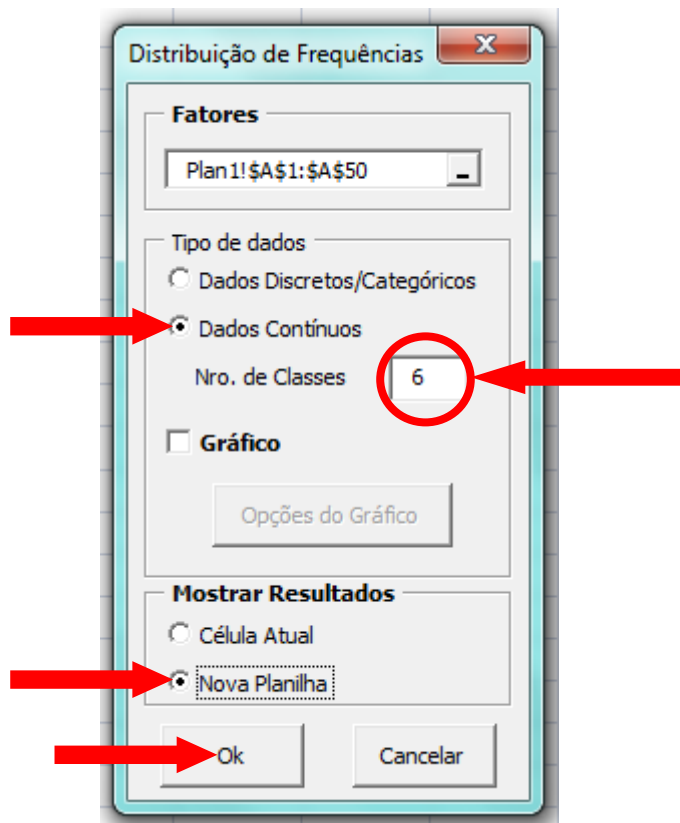 Distribuição de Frequências
Fatores
Plan1!$A$1:$A$50
Tipo de dados
Dados Discretos/Categóricos
Dados Contínuos
Nro. de Classes 6
Gráfico
Opções do Gráfico
Mostrar Resultados
Célula Atual
Nova Planilha
Ok Cancelar